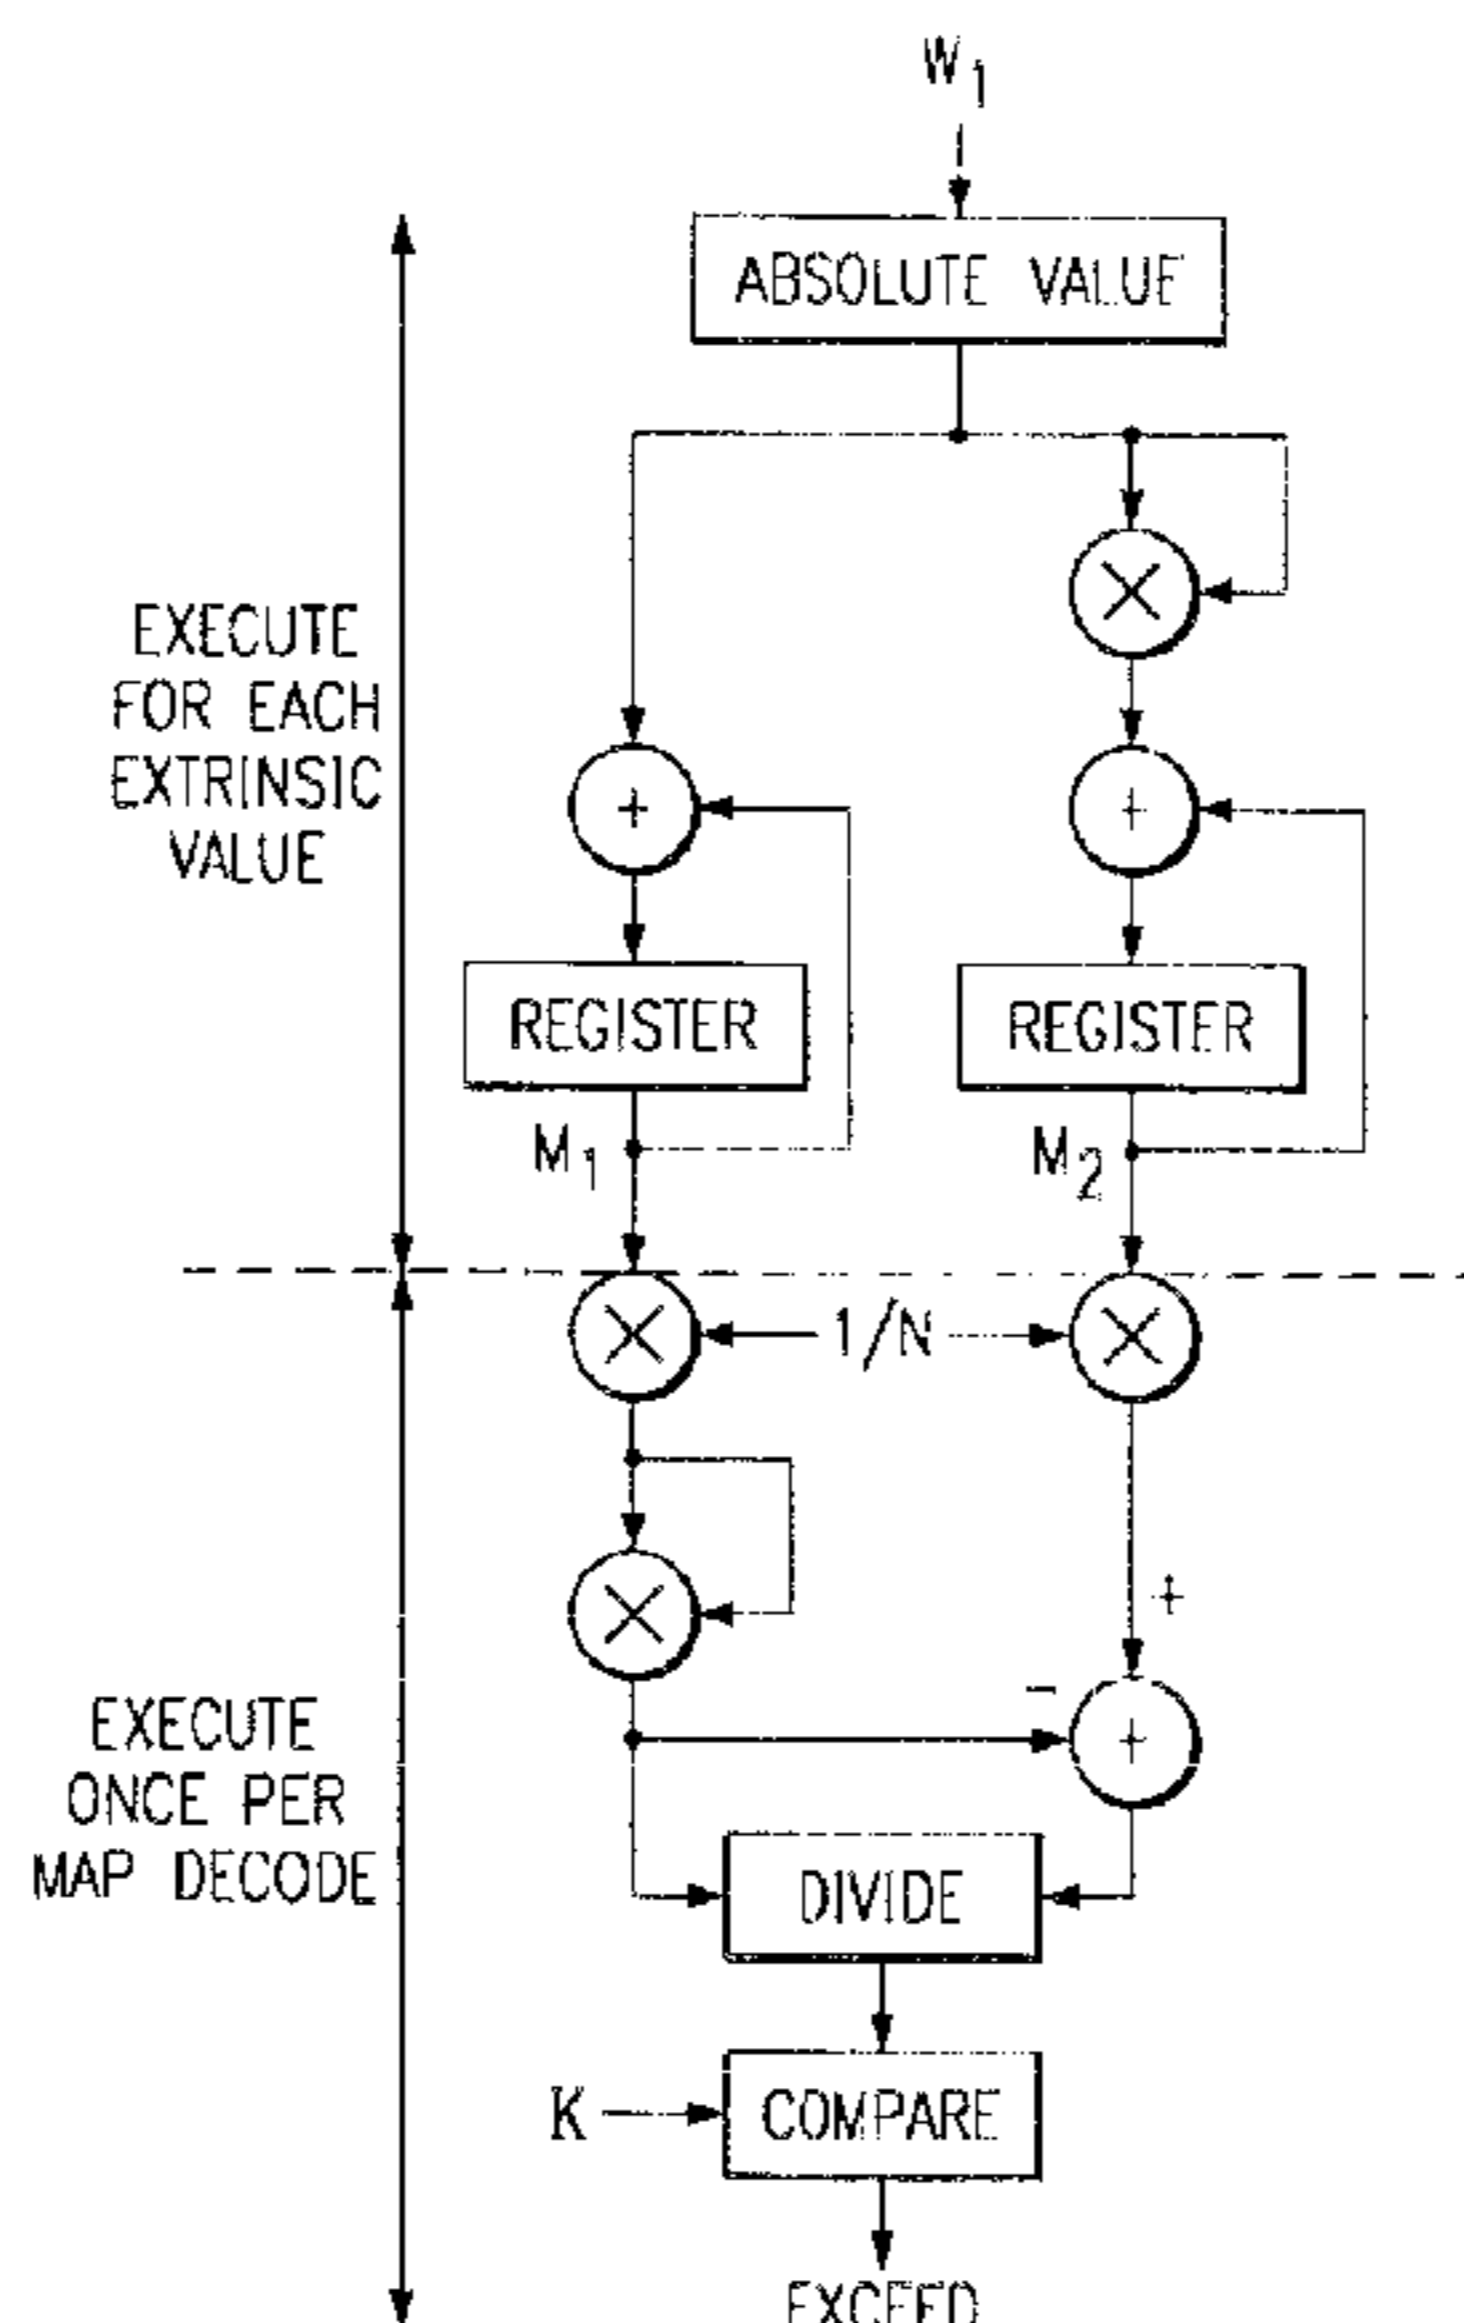 W1
ABSOLUTE VALUE
EXECUTE
FOR EACH
EXTRINSIC
VALUE
×
+
+
REGISTER
REGISTER
M1
M2
×
1/N
×
×
+
−
+
EXECUTE
ONCE PER
MAP DECODE
DIVIDE
K
COMPARE
EXCEED